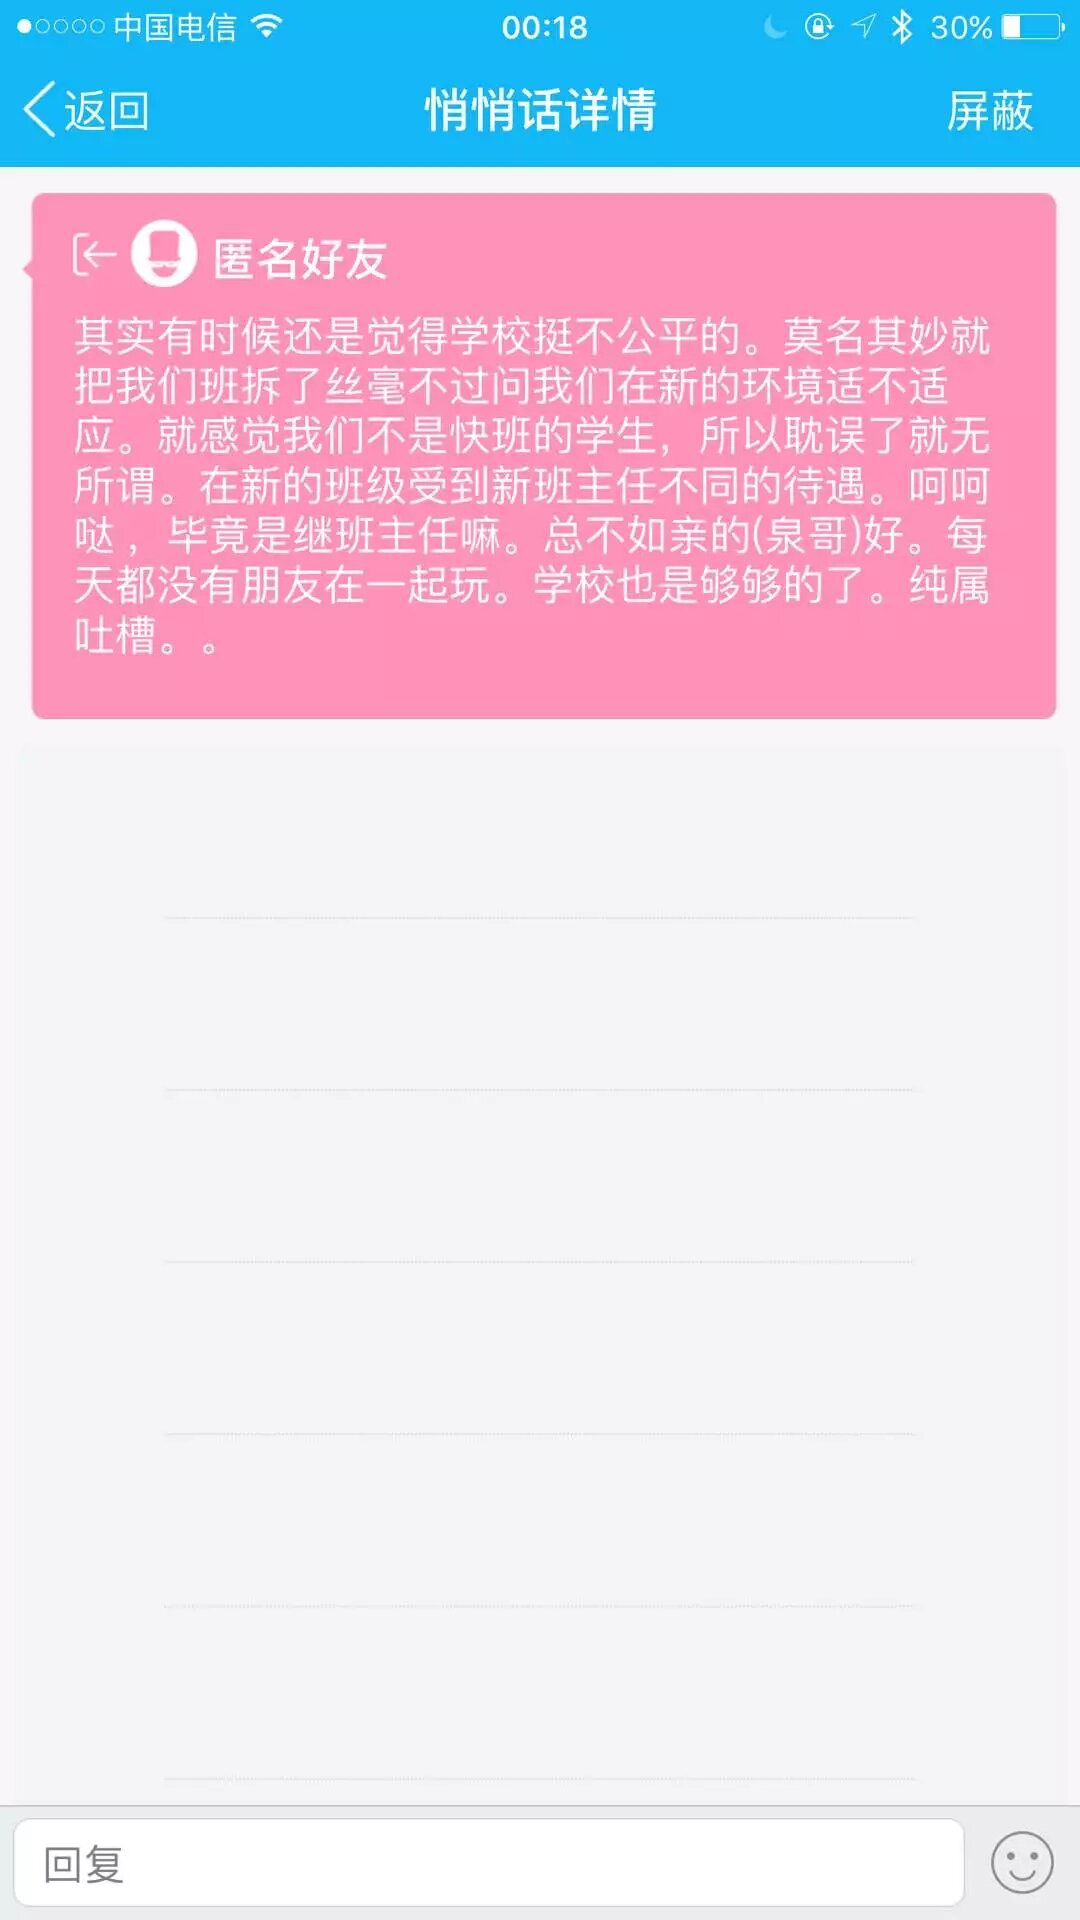 中国电信 00:18 30%
返回 悄悄话详情 屏蔽
匿名好友
其实有时候还是觉得学校挺不公平的。莫名其妙就
把我们班拆了丝毫不过问我们在新的环境适不适
应。就感觉我们不是快班的学生，所以耽误了就无
所谓。在新的班级受到新班主任不同的待遇。呵呵
哒，毕竟是继班主任嘛。总不如亲的(泉哥)好。每
天都没有朋友在一起玩。学校也是够够的了。纯属
吐槽。。
回复